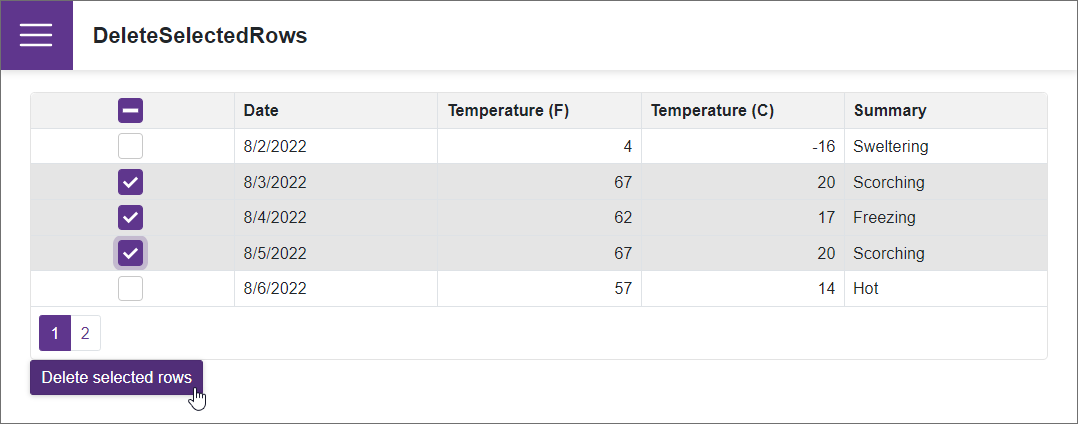 DeleteSelectedRows
Date Temperature (F) Temperature (C) Summary
8/2/2022 4 -16 Sweltering
8/3/2022 67 20 Scorching
8/4/2022 62 17 Freezing
8/5/2022 67 20 Scorching
8/6/2022 57 14 Hot
1 2
Delete selected rows